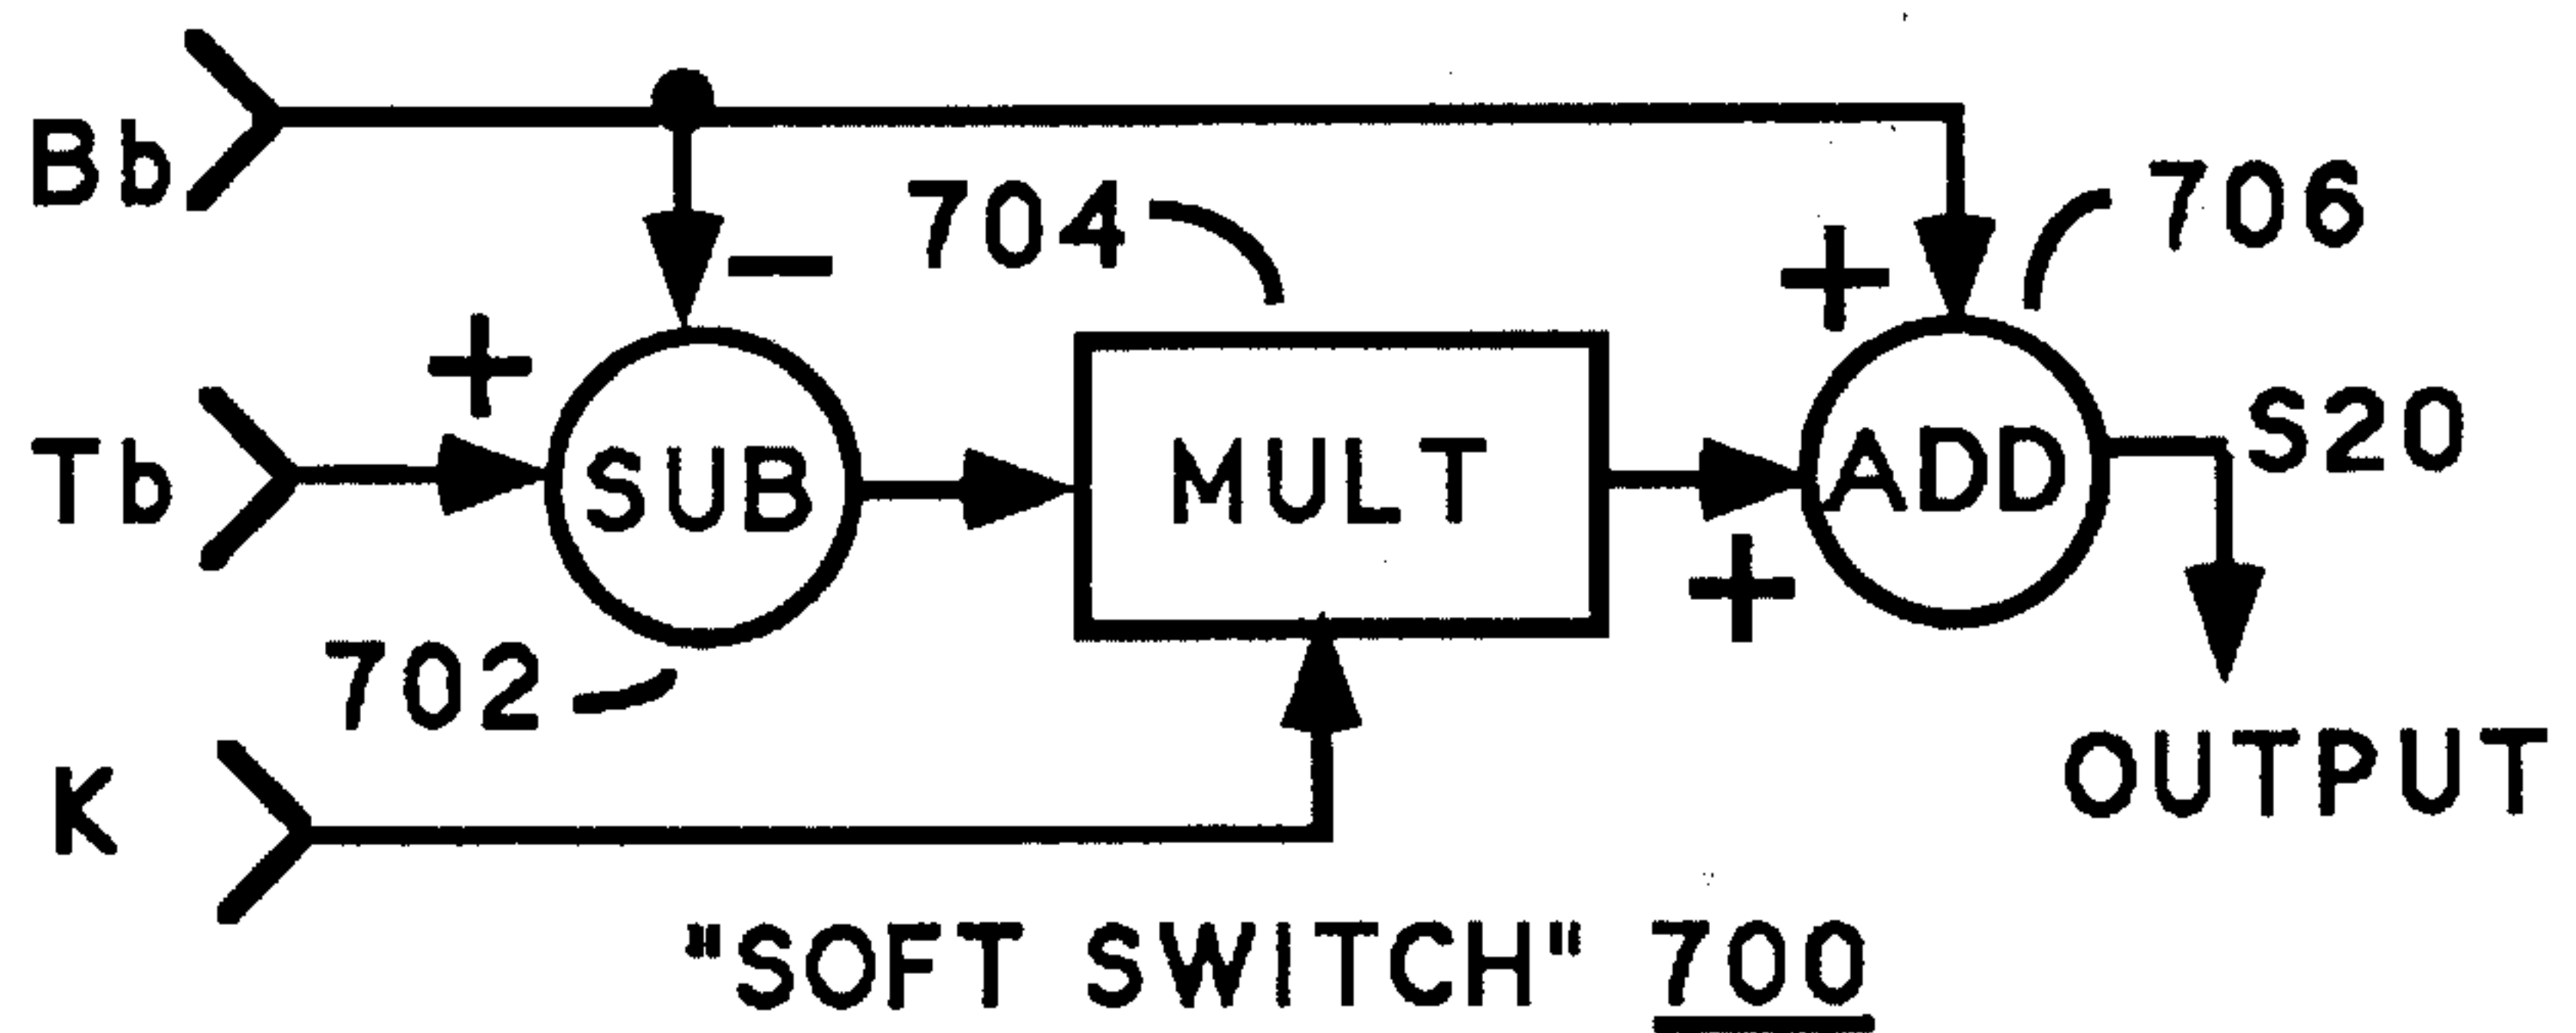 Bb
704
706
+
−
+
Tb
SUB
MULT
ADD
S20
+
702
K
OUTPUT
"SOFT SWITCH" 700